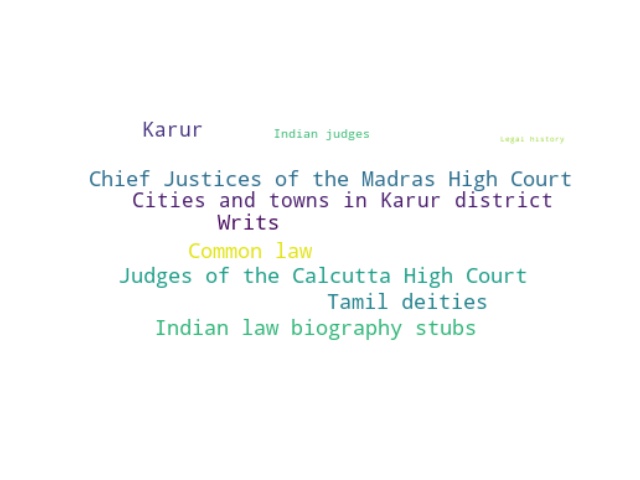 Karur
Indian judges
Legal history
Chief Justices of the Madras High Court
Cities and towns in Karur district
Writs
Common law
Judges of the Calcutta High Court
Tamil deities
Indian law biography stubs